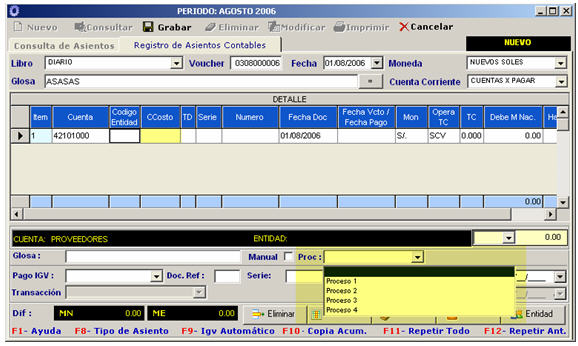 PERIODO: AGOSTO 2006
Nuevo Consultar Grabar Eliminar Modificar Imprimir Cancelar
Consulta de Asientos Registro de Asientos Contables NUEVO
Libro DIARIO Voucher 0308000006 Fecha 01/08/2006 Moneda NUEVOS SOLES
Glosa ASASAS = Cuenta Corriente CUENTAS X PAGAR
DETALLE
Item Cuenta Codigo Entidad CCosto TD Serie Numero Fecha Doc Fecha Vcto / Fecha Pago Mon Opera TC TC Debe M Nac.
1 42101000 01/08/2006 S/. SCV 0.000 0.00
0.00
CUENTA: PROVEEDORES ENTIDAD: 0.00
Glosa : Manual Proc :
Pago IGV : Doc. Ref : Serie:
Proceso 1
Proceso 2
Proceso 3
Proceso 4
Transacción
Dif : MN 0.00 ME 0.00 Eliminar Entidad
F1- Ayuda F8- Tipo de Asiento F9- Igv Automático F10- Copia Acum. F11- Repetir Todo F12- Repetir Ant.